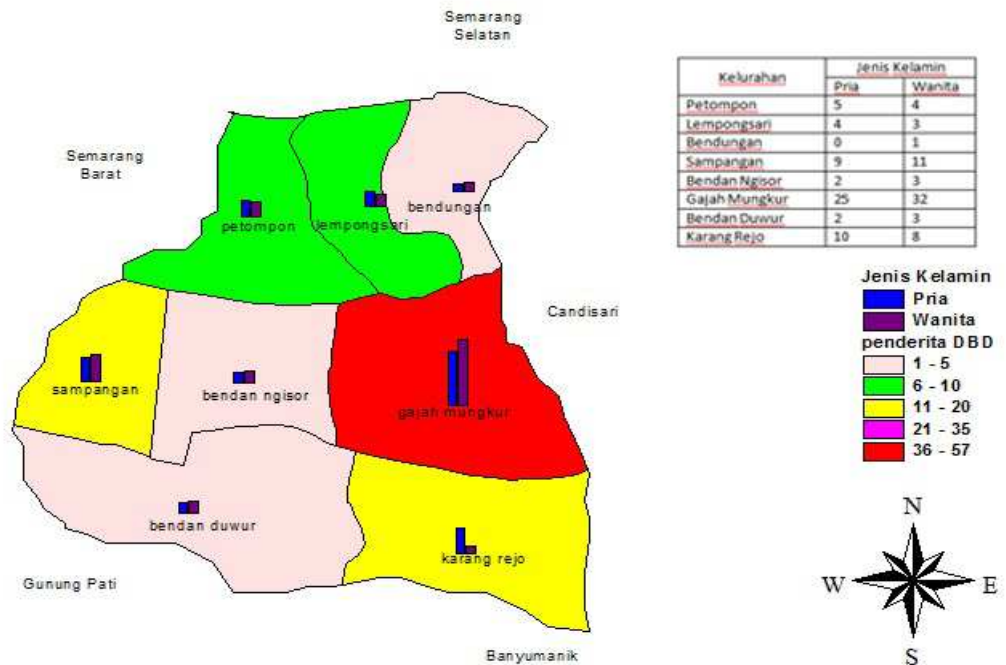 Semarang
Selatan
Kelurahan
Jenis Kelamin
Pria Wanita
Petompon 5 4
Lempongsari 4 3
Bendungan 0 1
Sampangan 9 11
Bendan Ngisor 2 3
Gajah Mungkur 25 32
Bendan Duwur 2 3
Karang Rejo 10 8
Semarang
Barat
petompon
lempongsari
bendungan
Candisari
sampangan
bendan ngisor
gajah mungkur
bendan duwur
karang rejo
Gunung Pati
Banyumanik
Jenis Kelamin
Pria
Wanita
penderita DBD
1 - 5
6 - 10
11 - 20
21 - 35
36 - 57
N
W E
S